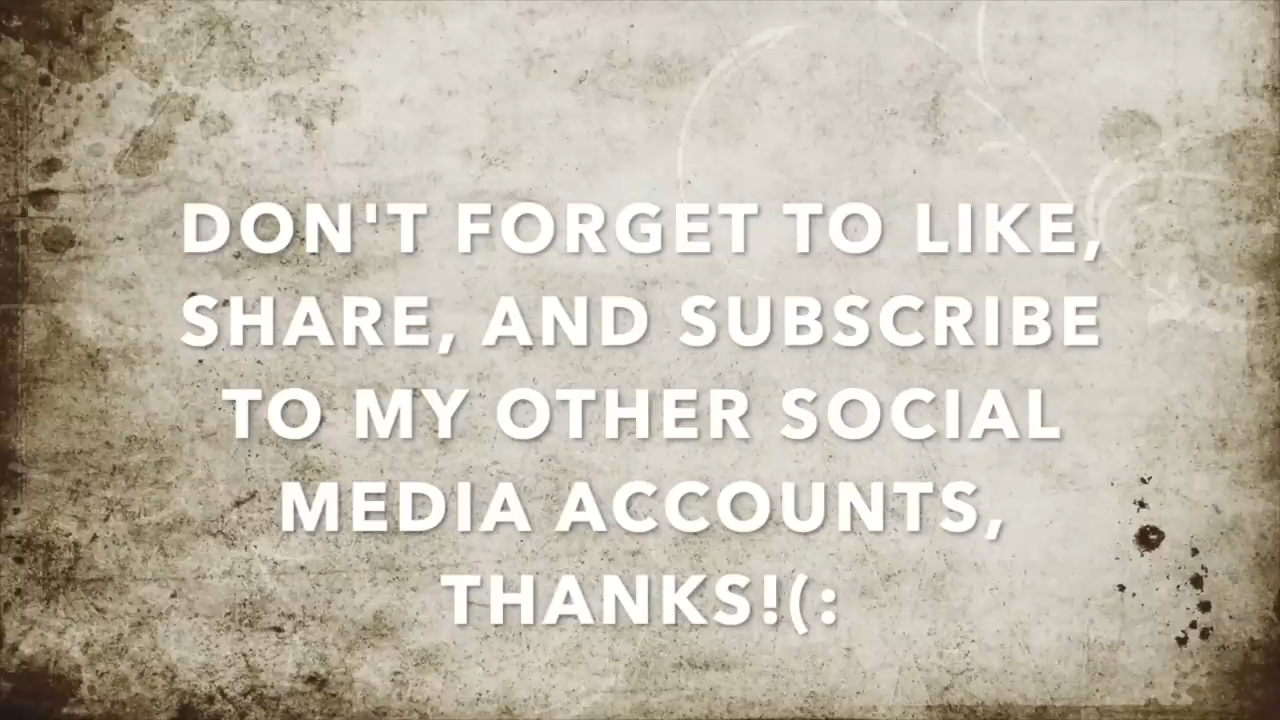 DON'T FORGET TO LIKE,
SHARE, AND SUBSCRIBE
TO MY OTHER SOCIAL
MEDIA ACCOUNTS,
THANKS!(: